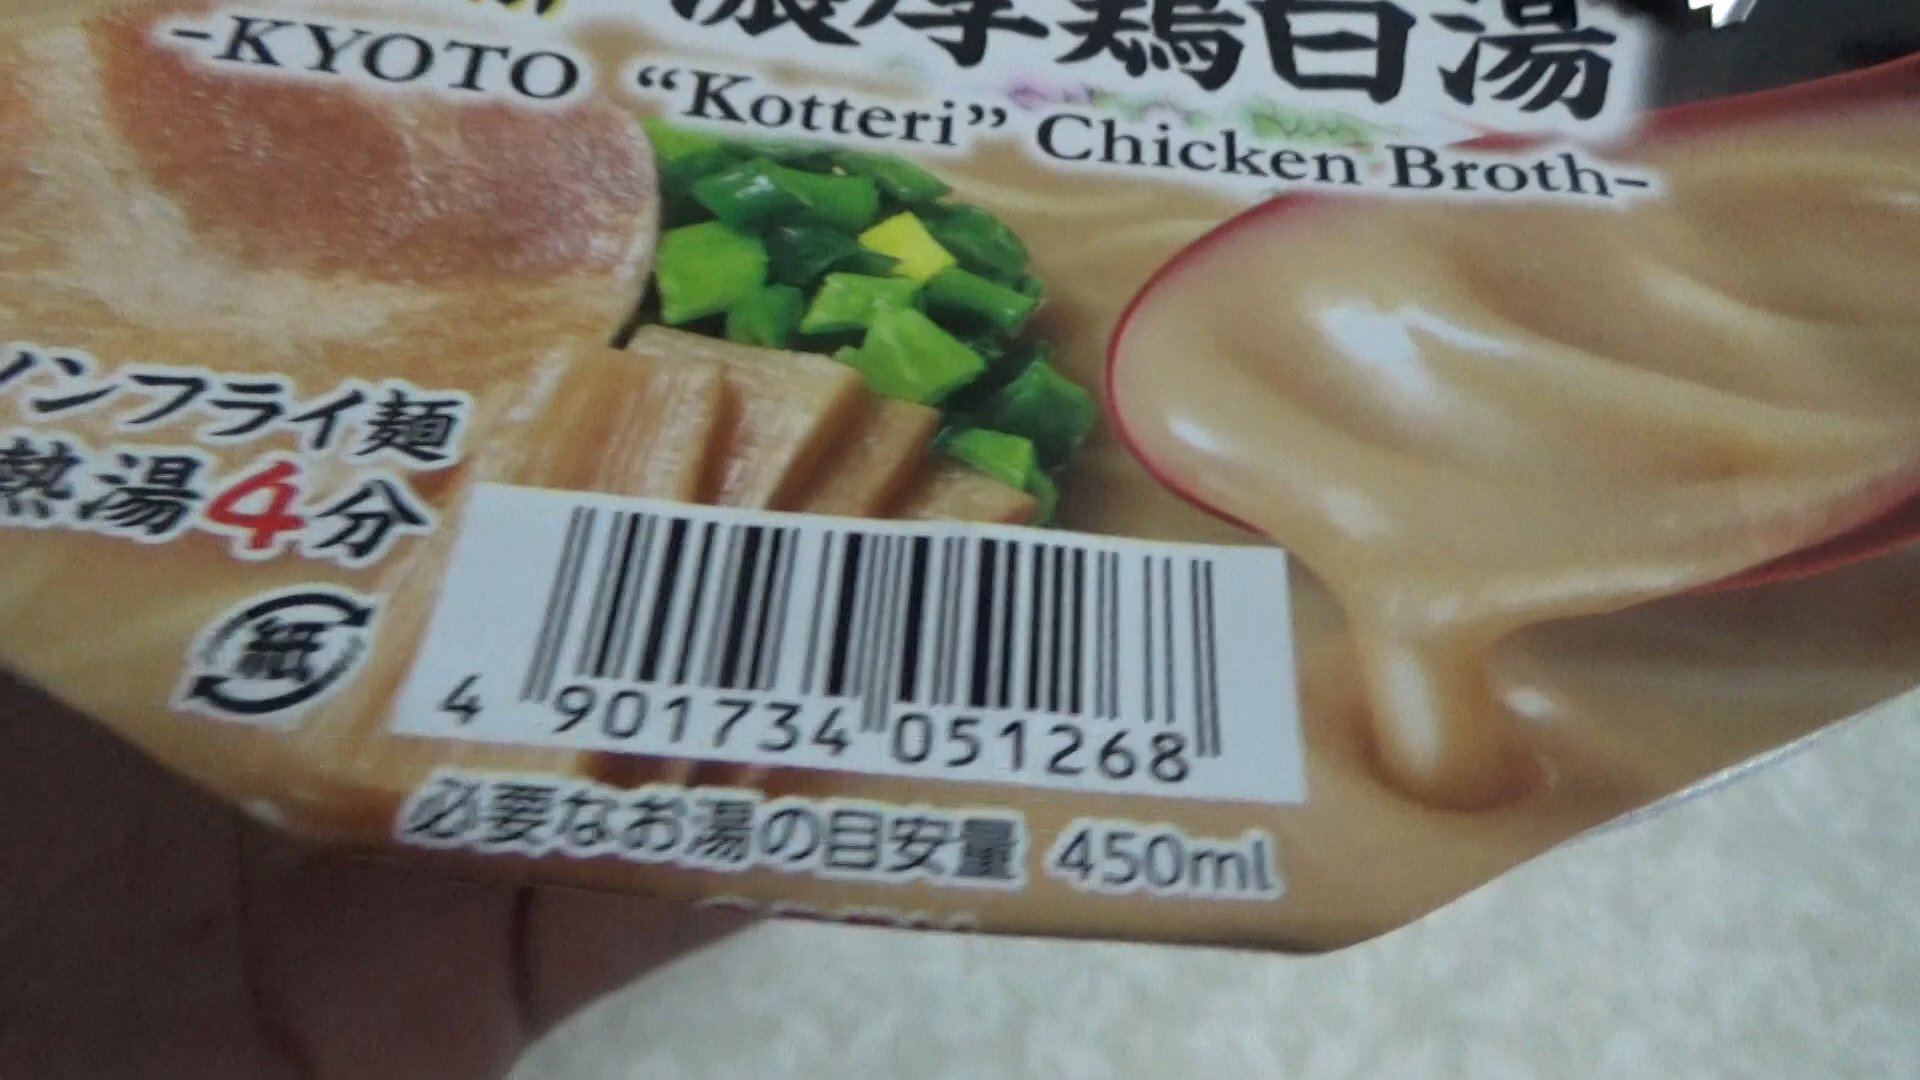 濃厚鶏白湯
-KYOTO “Kotteri” Chicken Broth-
ノンフライ麺
熱湯4分
紙
4 901734 051268
必要なお湯の目安量 450ml